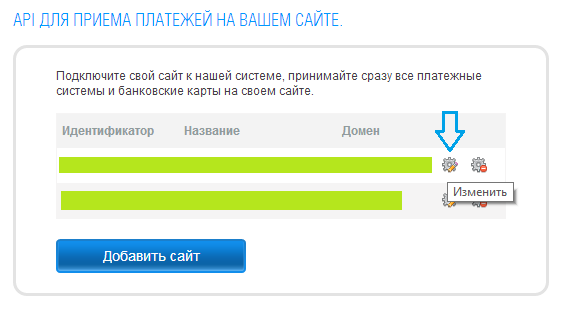 API ДЛЯ ПРИЕМА ПЛАТЕЖЕЙ НА ВАШЕМ САЙТЕ.
Подключите свой сайт к нашей системе, принимайте сразу все платежные
системы и банковские карты на своем сайте.
Идентификатор Название Домен
Изменить
Добавить сайт